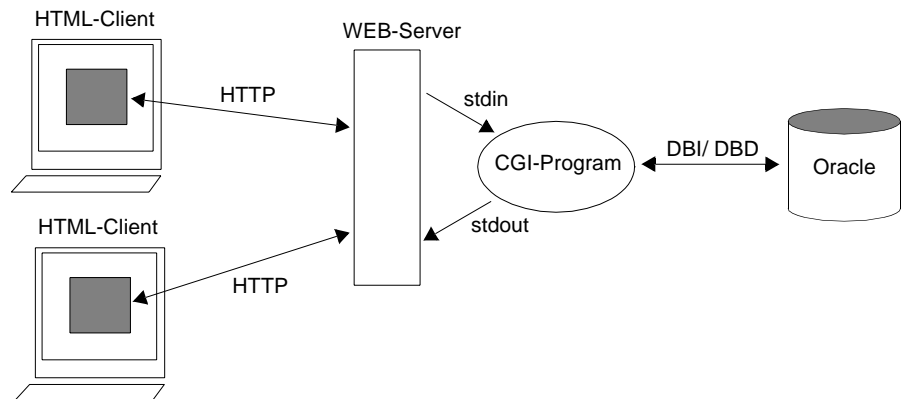 HTML-Client
WEB-Server
HTTP
stdin
CGI-Program
DBI/ DBD
Oracle
stdout
HTML-Client
HTTP